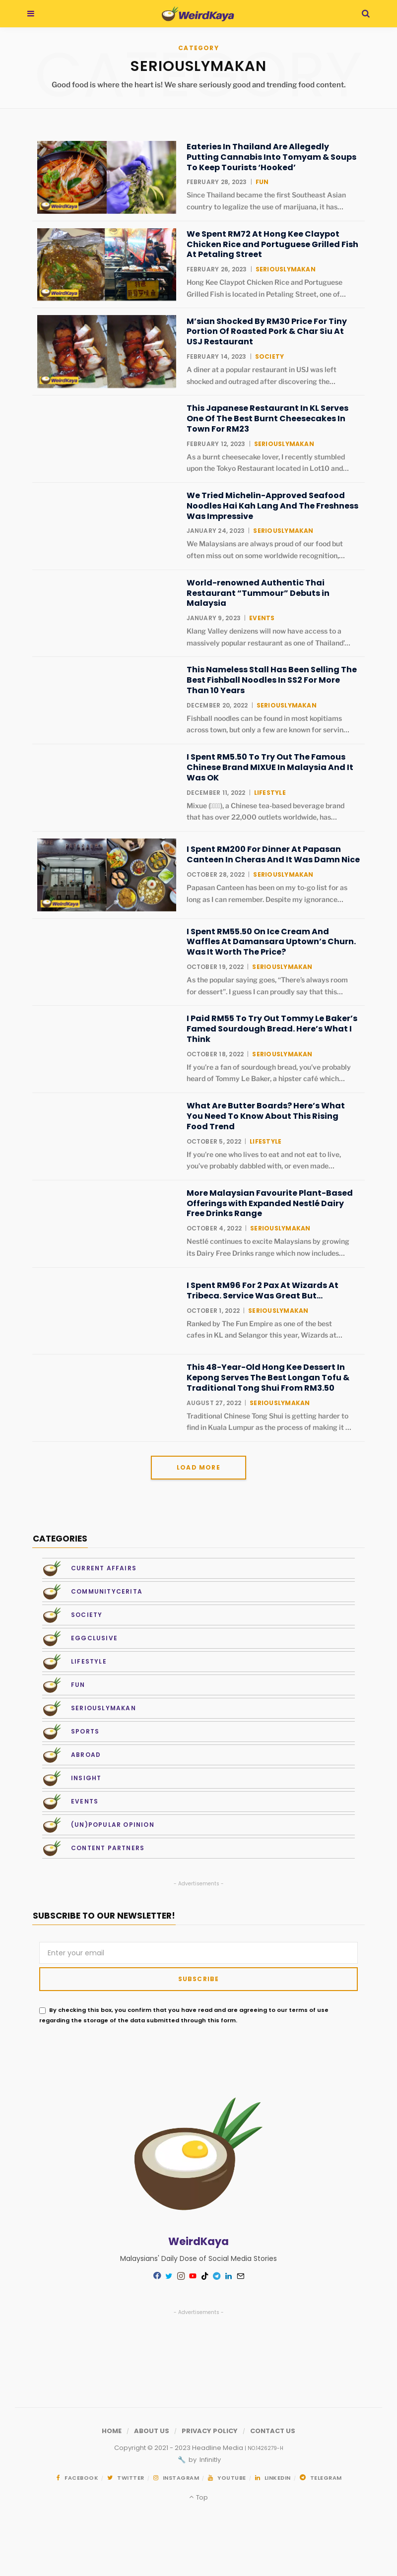 WeirdKaya
CATEGORY
SERIOUSLYMAKAN
Good food is where the heart is! We share seriously good and trending food content.
Eateries In Thailand Are Allegedly
Putting Cannabis Into Tomyam & Soups
To Keep Tourists ‘Hooked’
FEBRUARY 28, 2023 | FUN
Since Thailand became the first Southeast Asian
country to legalize the use of marijuana, it has…
WeirdKaya
We Spent RM72 At Hong Kee Claypot
Chicken Rice and Portuguese Grilled Fish
At Petaling Street
FEBRUARY 26, 2023 | SERIOUSLYMAKAN
Hong Kee Claypot Chicken Rice and Portuguese
Grilled Fish is located in Petaling Street, one of…
WeirdKaya
M’sian Shocked By RM30 Price For Tiny
Portion Of Roasted Pork & Char Siu At
USJ Restaurant
FEBRUARY 14, 2023 | SOCIETY
A diner at a popular restaurant in USJ was left
shocked and outraged after discovering the…
WeirdKaya
This Japanese Restaurant In KL Serves
One Of The Best Burnt Cheesecakes In
Town For RM23
FEBRUARY 12, 2023 | SERIOUSLYMAKAN
As a burnt cheesecake lover, I recently stumbled
upon the Tokyo Restaurant located in Lot10 and…
We Tried Michelin-Approved Seafood
Noodles Hai Kah Lang And The Freshness
Was Impressive
JANUARY 24, 2023 | SERIOUSLYMAKAN
We Malaysians are always proud of our food but
often miss out on some worldwide recognition,…
World-renowned Authentic Thai
Restaurant “Tummour” Debuts in
Malaysia
JANUARY 9, 2023 | EVENTS
Klang Valley denizens will now have access to a
massively popular restaurant as one of Thailand’…
This Nameless Stall Has Been Selling The
Best Fishball Noodles In SS2 For More
Than 10 Years
DECEMBER 20, 2022 | SERIOUSLYMAKAN
Fishball noodles can be found in most kopitiams
across town, but only a few are known for servin…
I Spent RM5.50 To Try Out The Famous
Chinese Brand MIXUE In Malaysia And It
Was OK
DECEMBER 11, 2022 | LIFESTYLE
Mixue (), a Chinese tea-based beverage brand
that has over 22,000 outlets worldwide, has…
I Spent RM200 For Dinner At Papasan
Canteen In Cheras And It Was Damn Nice
OCTOBER 28, 2022 | SERIOUSLYMAKAN
Papasan Canteen has been on my to-go list for as
long as I can remember. Despite my ignorance…
WeirdKaya
I Spent RM55.50 On Ice Cream And
Waffles At Damansara Uptown’s Churn.
Was It Worth The Price?
OCTOBER 19, 2022 | SERIOUSLYMAKAN
As the popular saying goes, “There’s always room
for dessert”. I guess I can proudly say that this…
I Paid RM55 To Try Out Tommy Le Baker’s
Famed Sourdough Bread. Here’s What I
Think
OCTOBER 18, 2022 | SERIOUSLYMAKAN
If you’re a fan of sourdough bread, you’ve probably
heard of Tommy Le Baker, a hipster café which…
What Are Butter Boards? Here’s What
You Need To Know About This Rising
Food Trend
OCTOBER 5, 2022 | LIFESTYLE
If you’re one who lives to eat and not eat to live,
you’ve probably dabbled with, or even made…
More Malaysian Favourite Plant-Based
Offerings with Expanded Nestlé Dairy
Free Drinks Range
OCTOBER 4, 2022 | SERIOUSLYMAKAN
Nestlé continues to excite Malaysians by growing
its Dairy Free Drinks range which now includes…
I Spent RM96 For 2 Pax At Wizards At
Tribeca. Service Was Great But…
OCTOBER 1, 2022 | SERIOUSLYMAKAN
Ranked by The Fun Empire as one of the best
cafes in KL and Selangor this year, Wizards at…
This 48-Year-Old Hong Kee Dessert In
Kepong Serves The Best Longan Tofu &
Traditional Tong Shui From RM3.50
AUGUST 27, 2022 | SERIOUSLYMAKAN
Traditional Chinese Tong Shui is getting harder to
find in Kuala Lumpur as the process of making it …
LOAD MORE
CATEGORIES
CURRENT AFFAIRS
COMMUNITYCERITA
SOCIETY
EGGCLUSIVE
LIFESTYLE
FUN
SERIOUSLYMAKAN
SPORTS
ABROAD
INSIGHT
EVENTS
(UN)POPULAR OPINION
CONTENT PARTNERS
- Advertisements -
SUBSCRIBE TO OUR NEWSLETTER!
Enter your email
SUBSCRIBE
By checking this box, you confirm that you have read and are agreeing to our terms of use
regarding the storage of the data submitted through this form.
WeirdKaya
Malaysians' Daily Dose of Social Media Stories
- Advertisements -
HOME / ABOUT US / PRIVACY POLICY / CONTACT US
Copyright © 2021 - 2023 Headline Media | NO.1426279-H
by Infinitly
FACEBOOK TWITTER INSTAGRAM YOUTUBE LINKEDIN TELEGRAM
Top